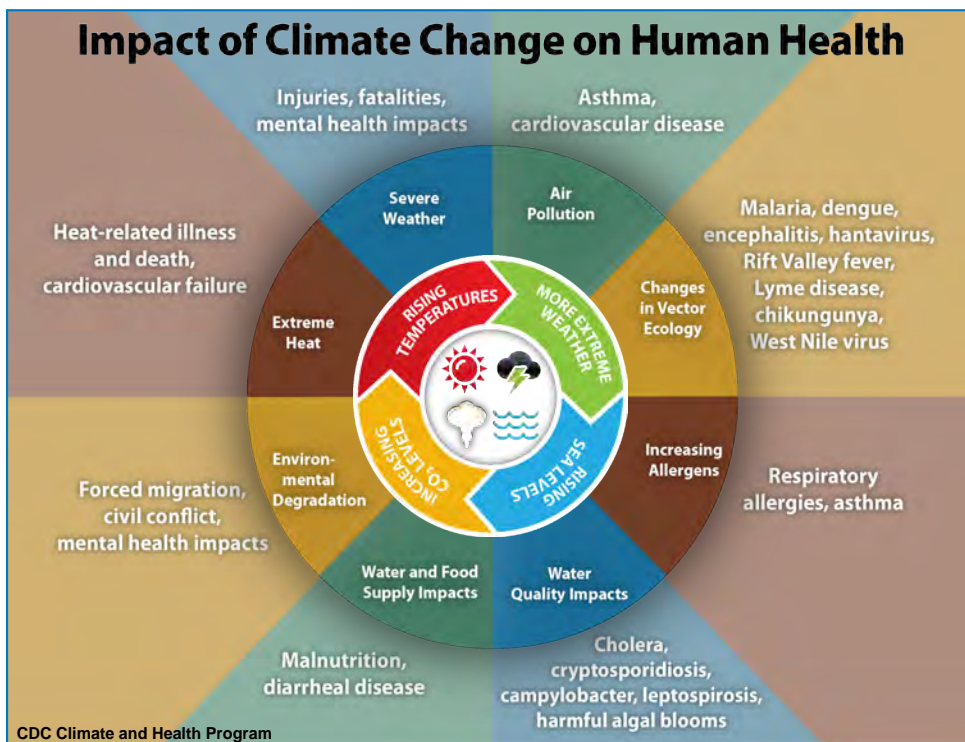 Impact of Climate Change on Human Health
Injuries, fatalities,
mental health impacts
Asthma,
cardiovascular disease
Severe
Weather
Air
Pollution
Heat-related illness
and death,
cardiovascular failure
Malaria, dengue,
encephalitis, hantavirus,
Rift Valley fever,
Lyme disease,
chikungunya,
West Nile virus
Extreme
Heat
RISING
TEMPERATURES
MORE EXTREME
WEATHER
Changes
in Vector
Ecology
Environ-
mental
Degradation
INCREASING
CO₂ LEVELS
RISING
SEA LEVELS
Increasing
Allergens
Forced migration,
civil conflict,
mental health impacts
Respiratory
allergies, asthma
Water and Food
Supply Impacts
Water
Quality Impacts
Malnutrition,
diarrheal disease
Cholera,
cryptosporidiosis,
campylobacter, leptospirosis,
harmful algal blooms
CDC Climate and Health Program